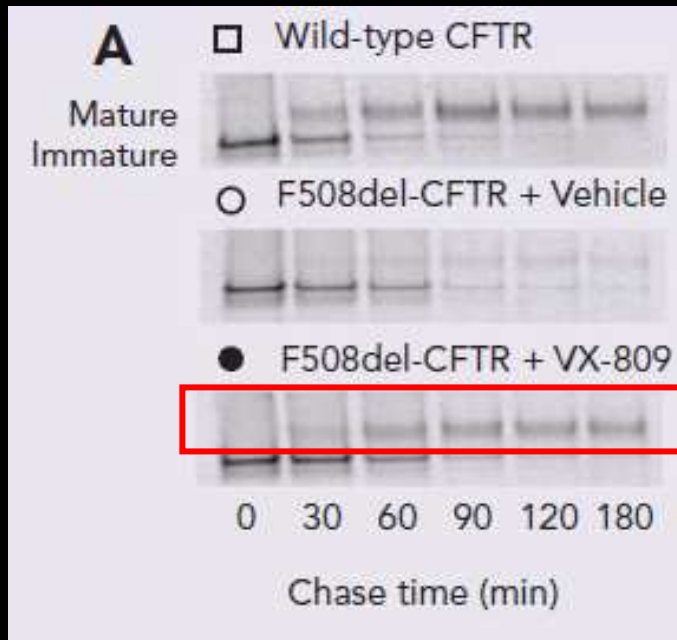 A
Wild-type CFTR
Mature
Immature
F508del-CFTR + Vehicle
F508del-CFTR + VX-809
0 30 60 90 120 180
Chase time (min)